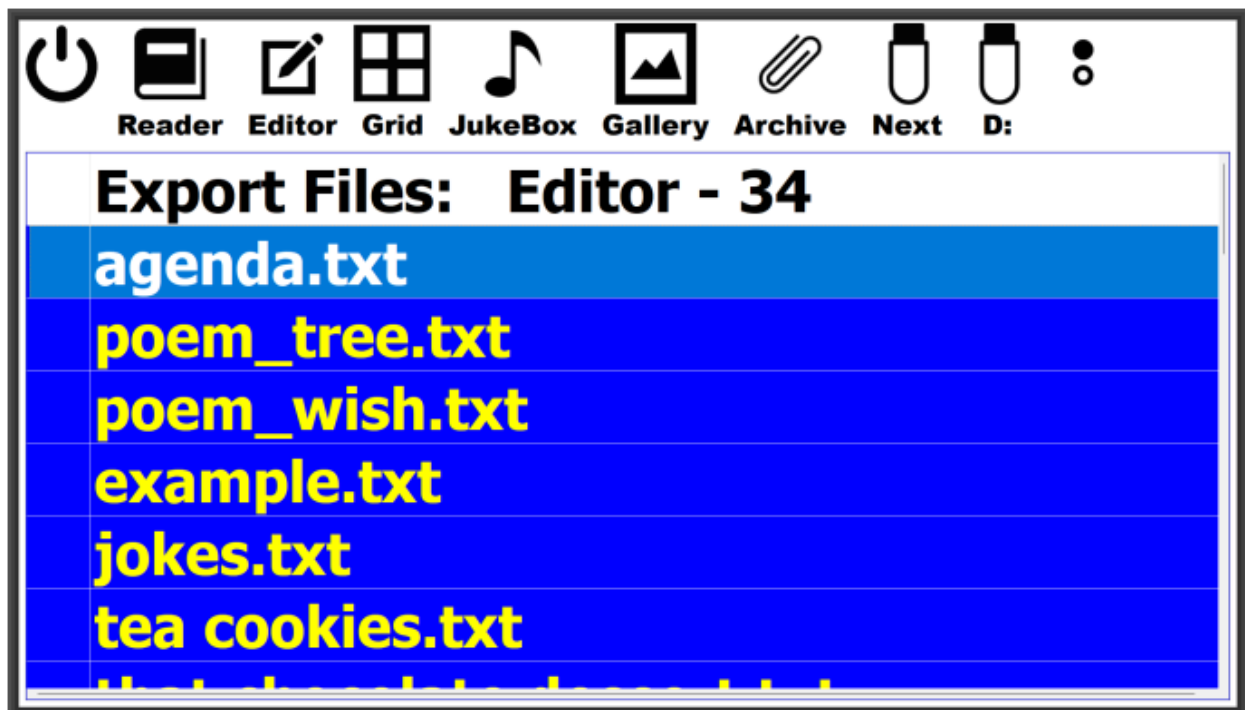 Reader Editor Grid JukeBox Gallery Archive Next D:
Export Files: Editor - 34
agenda.txt
poem_tree.txt
poem_wish.txt
example.txt
jokes.txt
tea cookies.txt